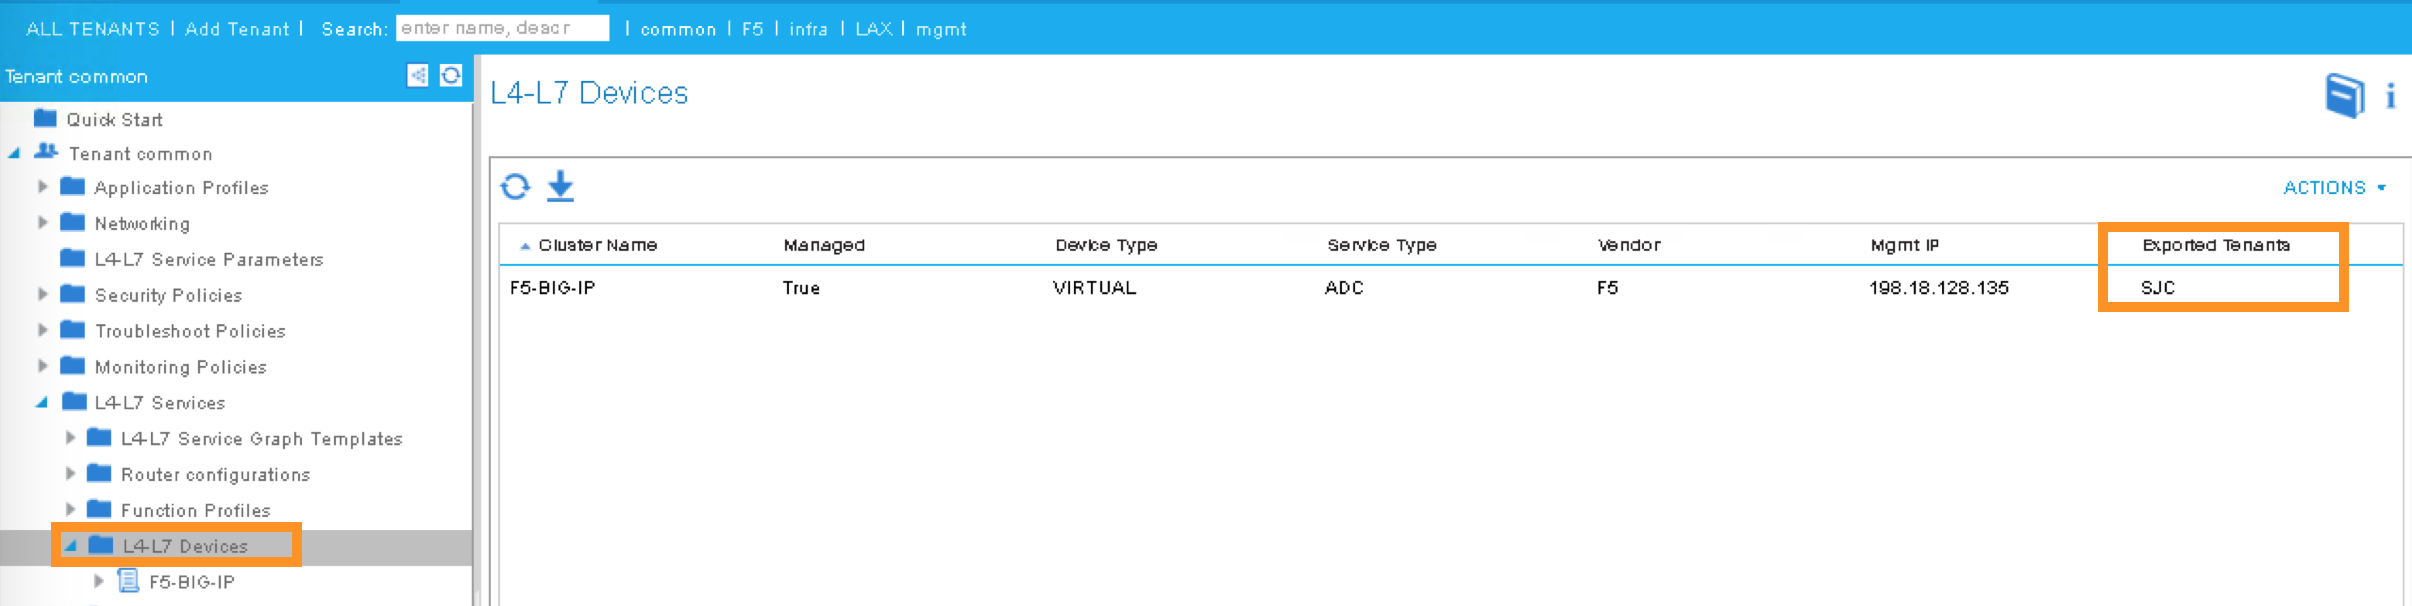 ALL TENANTS | Add Tenant | Search: enter name, descr | common | F5 | infra | LAX | mgmt
Tenant common
Quick Start
Tenant common
Application Profiles
Networking
L4-L7 Service Parameters
Security Policies
Troubleshoot Policies
Monitoring Policies
L4-L7 Services
L4-L7 Service Graph Templates
Router configurations
Function Profiles
L4-L7 Devices
F5-BIG-IP
L4-L7 Devices
i
ACTIONS
Cluster Name Managed Device Type Service Type Vendor Mgmt IP Exported Tenants
F5-BIG-IP True VIRTUAL ADC F5 198.18.128.135 SJC